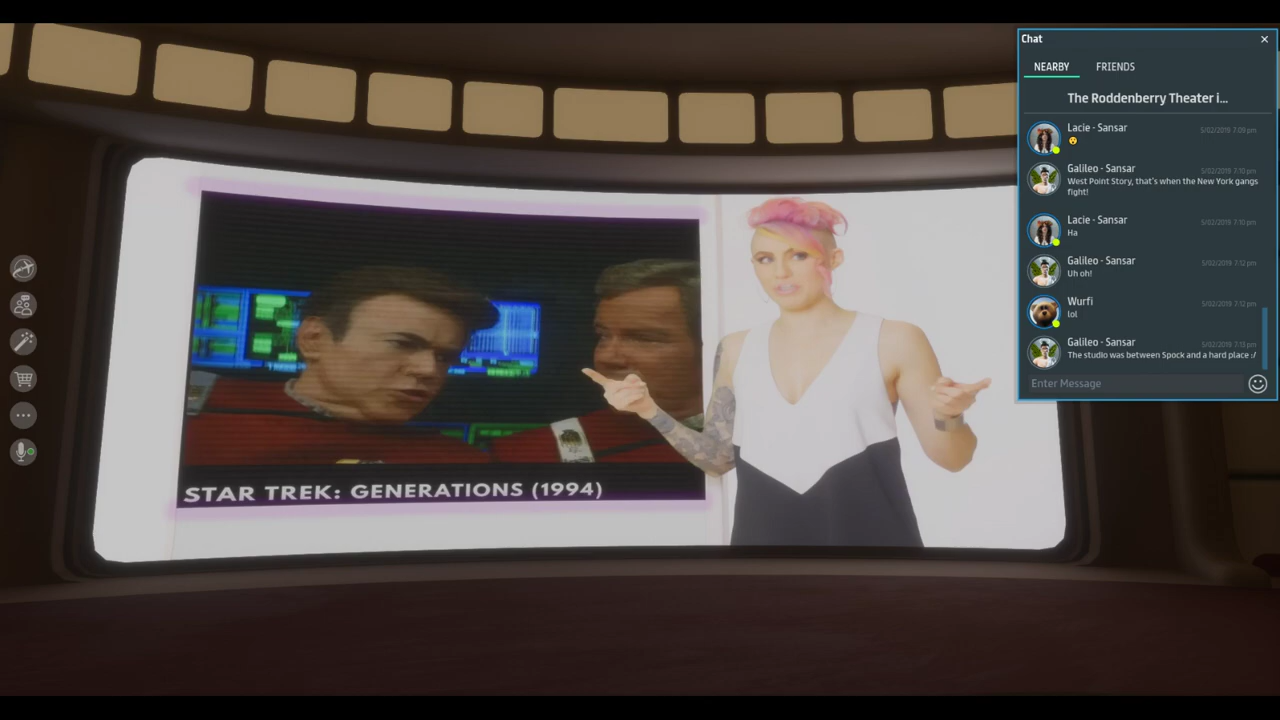 Chat
NEARBY FRIENDS
The Roddenberry Theater i...
Lacie - Sansar 5/02/2019 7:09 pm
Galileo - Sansar 5/02/2019 7:10 pm
West Point Story, that's when the New York gangs
fight!
Lacie - Sansar 5/02/2019 7:10 pm
Ha
Galileo - Sansar 5/02/2019 7:12 pm
Uh oh!
Wurfi 5/02/2019 7:12 pm
lol
Galileo - Sansar 5/02/2019 7:13 pm
The studio was between Spock and a hard place :/
Enter Message
STAR TREK: GENERATIONS (1994)